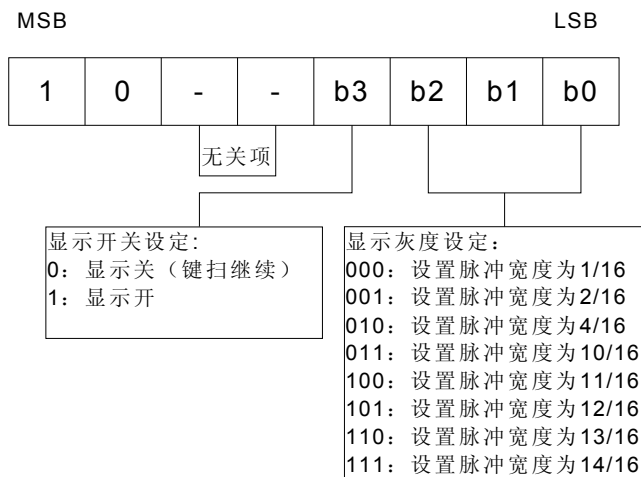 MSB LSB
1 0 - - b3 b2 b1 b0
无关项
显示开关设定:
0：显示关（键扫继续）
1：显示开
显示灰度设定：
000：设置脉冲宽度为1/16
001：设置脉冲宽度为2/16
010：设置脉冲宽度为4/16
011：设置脉冲宽度为10/16
100：设置脉冲宽度为11/16
101：设置脉冲宽度为12/16
110：设置脉冲宽度为13/16
111：设置脉冲宽度为14/16